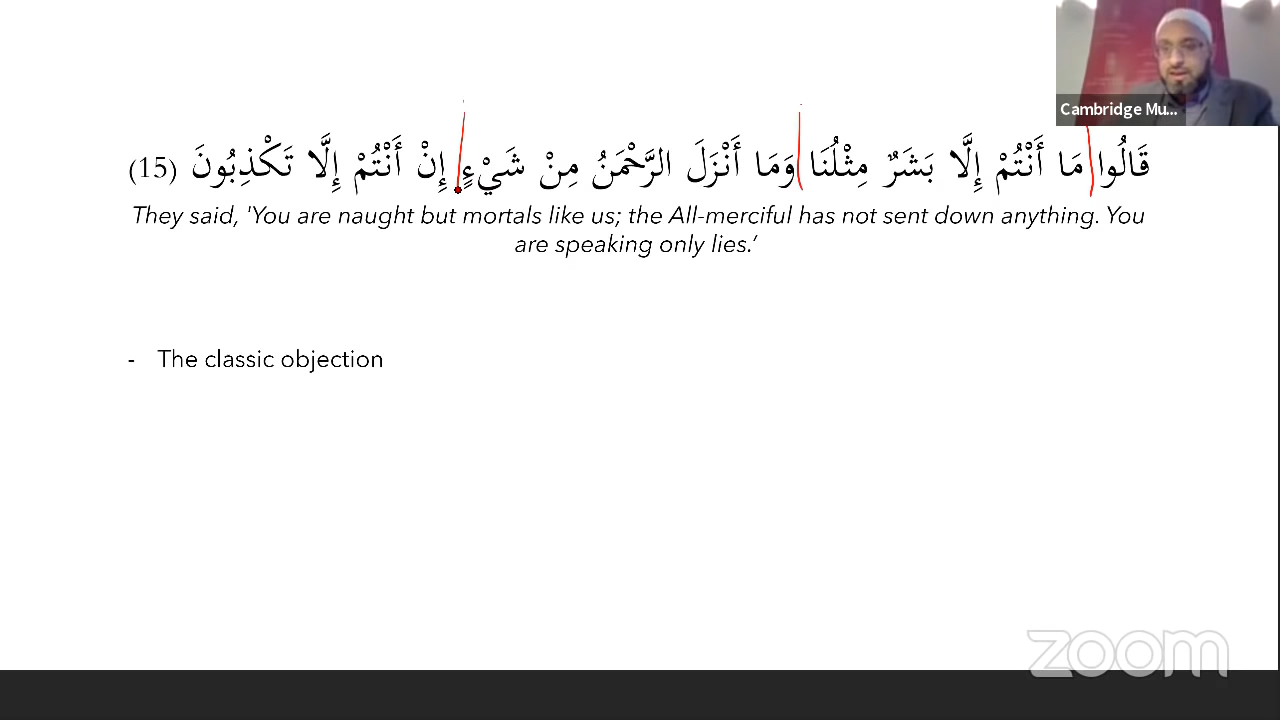 Cambridge Mu...
قَالُوا مَا أَنْتُمْ إِلَّا بَشَرٌ مِثْلُنَا وَمَا أَنْزَلَ الرَّحْمَنُ مِنْ شَيْءٍ إِنْ أَنْتُمْ إِلَّا تَكْذِبُونَ (15)
They said, 'You are naught but mortals like us; the All-merciful has not sent down anything. You
are speaking only lies.'
- The classic objection
zoom